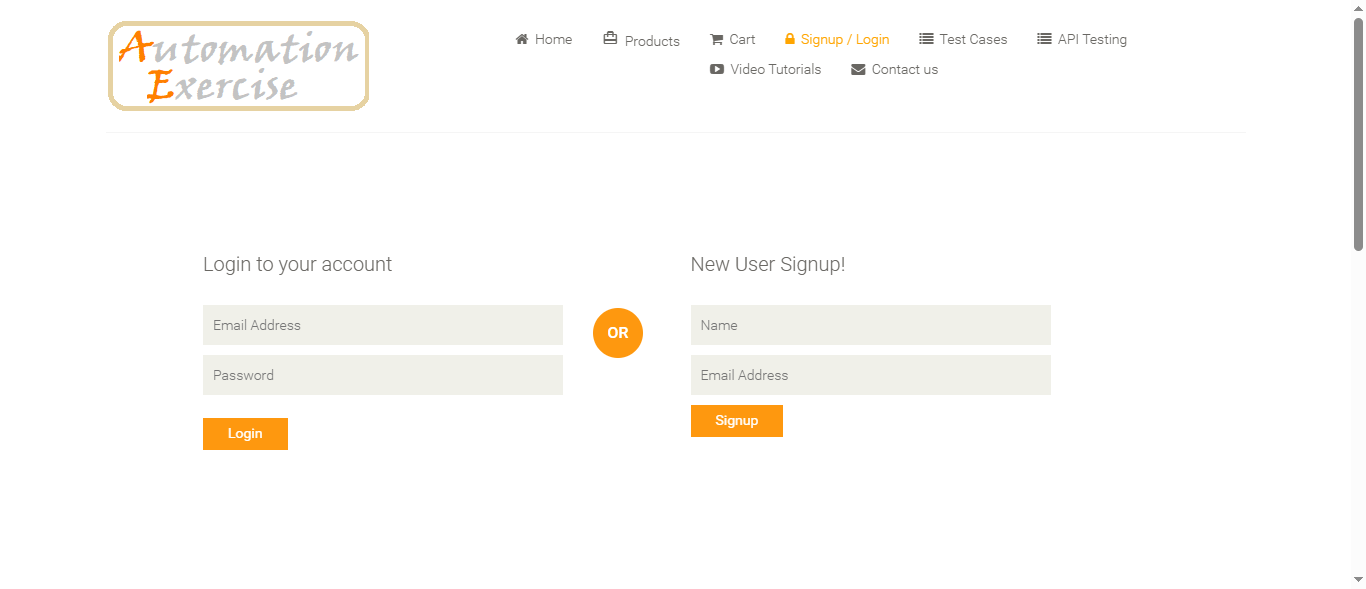 Automation
Exercise
Home Products Cart Signup / Login Test Cases API Testing
Video Tutorials Contact us
Login to your account
Email Address
Password
Login
OR
New User Signup!
Name
Email Address
Signup